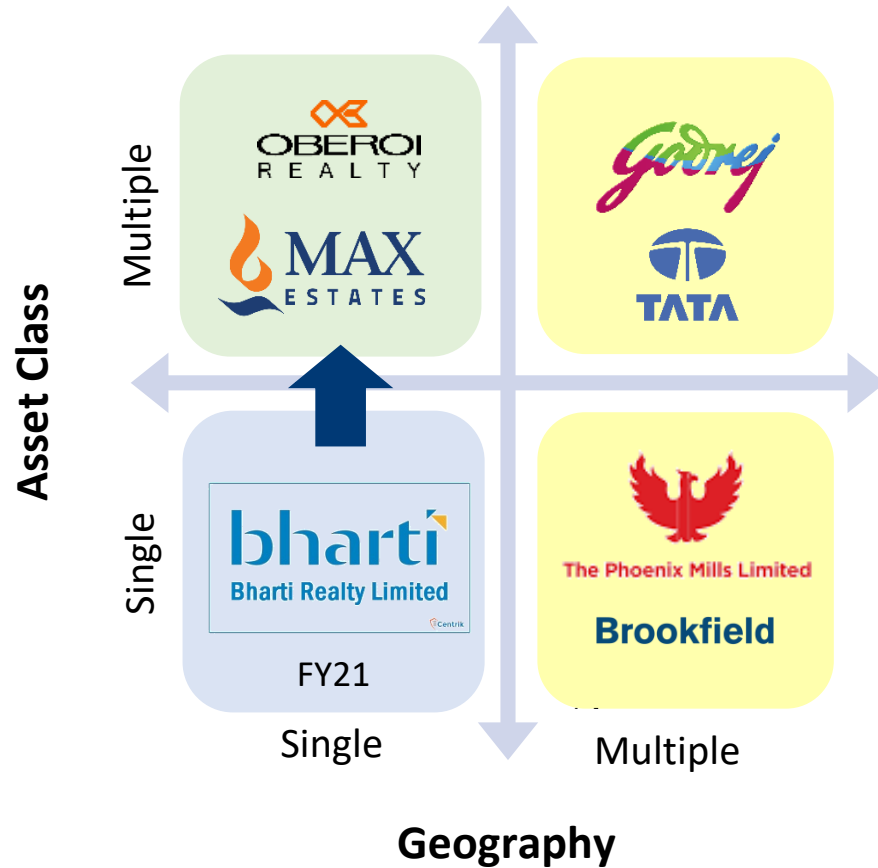 Asset Class
Multiple
OBEROI
REALTY
MAX
ESTATES
Godrej
TATA
Single
bharti
Bharti Realty Limited
Centrik
FY21
The Phoenix Mills Limited
Brookfield
Single
Multiple
Geography